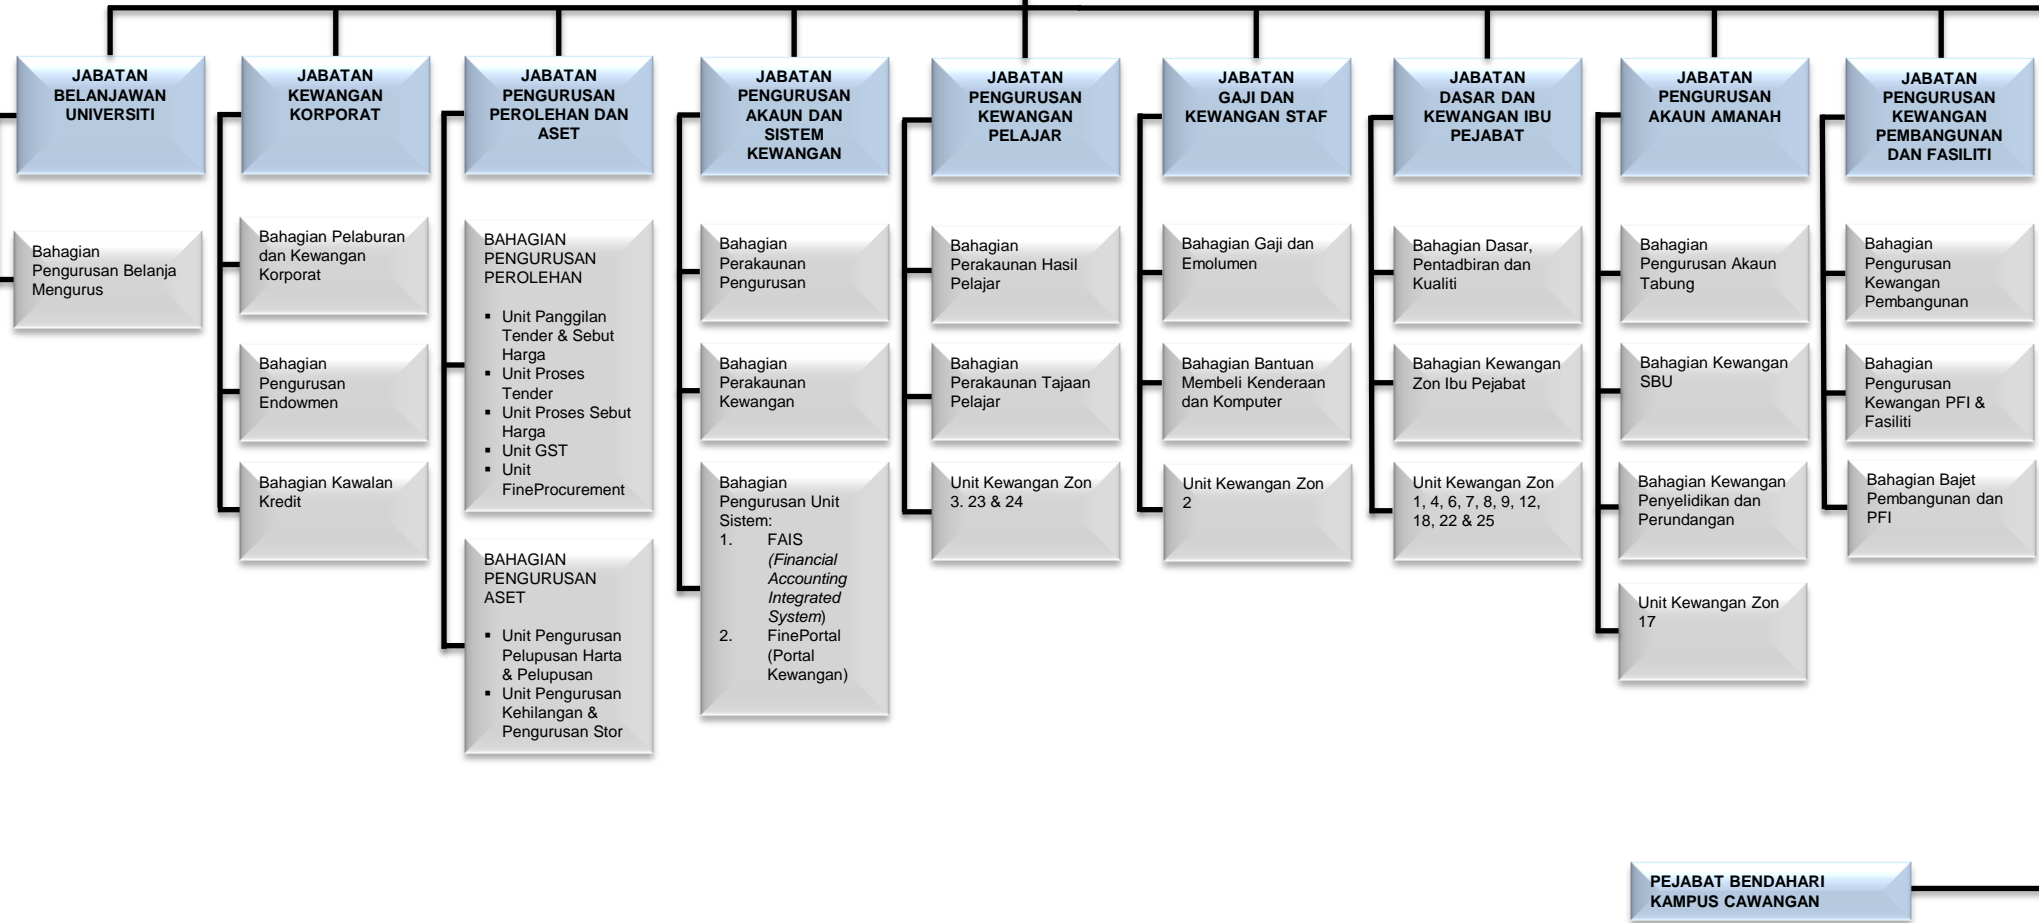 JABATAN
BELANJAWAN
UNIVERSITI
Bahagian
Pengurusan Belanja
Mengurus
JABATAN
KEWANGAN
KORPORAT
Bahagian Pelaburan
dan Kewangan
Korporat
Bahagian
Pengurusan
Endowmen
Bahagian Kawalan
Kredit
JABATAN
PENGURUSAN
PEROLEHAN DAN
ASET
BAHAGIAN
PENGURUSAN
PEROLEHAN
▪ Unit Panggilan
Tender & Sebut
Harga
▪ Unit Proses
Tender
▪ Unit Proses Sebut
Harga
▪ Unit GST
▪ Unit
FineProcurement
BAHAGIAN
PENGURUSAN
ASET
▪ Unit Pengurusan
Pelupusan Harta
& Pelupusan
▪ Unit Pengurusan
Kehilangan &
Pengurusan Stor
JABATAN
PENGURUSAN
AKAUN DAN
SISTEM
KEWANGAN
Bahagian
Perakaunan
Pengurusan
Bahagian
Perakaunan
Kewangan
Bahagian
Pengurusan Unit
Sistem:
1. FAIS
(Financial
Accounting
Integrated
System)
2. FinePortal
(Portal
Kewangan)
JABATAN
PENGURUSAN
KEWANGAN
PELAJAR
Bahagian
Perakaunan Hasil
Pelajar
Bahagian
Perakaunan Tajaan
Pelajar
Unit Kewangan Zon
3. 23 & 24
JABATAN
GAJI DAN
KEWANGAN STAF
Bahagian Gaji dan
Emolumen
Bahagian Bantuan
Membeli Kenderaan
dan Komputer
Unit Kewangan Zon
2
JABATAN
DASAR DAN
KEWANGAN IBU
PEJABAT
Bahagian Dasar,
Pentadbiran dan
Kualiti
Bahagian Kewangan
Zon Ibu Pejabat
Unit Kewangan Zon
1, 4, 6, 7, 8, 9, 12,
18, 22 & 25
JABATAN
PENGURUSAN
AKAUN AMANAH
Bahagian
Pengurusan Akaun
Tabung
Bahagian Kewangan
SBU
Bahagian Kewangan
Penyelidikan dan
Perundangan
Unit Kewangan Zon
17
JABATAN
PENGURUSAN
KEWANGAN
PEMBANGUNAN
DAN FASILITI
Bahagian
Pengurusan
Kewangan
Pembangunan
Bahagian
Pengurusan
Kewangan PFI &
Fasiliti
Bahagian Bajet
Pembangunan dan
PFI
PEJABAT BENDAHARI
KAMPUS CAWANGAN